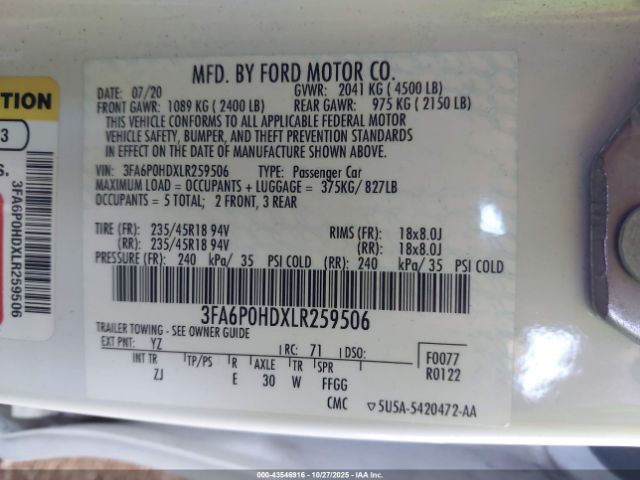 TION
3
S.
3FA6P0HDXLR259506
MFD. BY FORD MOTOR CO.
DATE: 07/20 GVWR: 2041 KG ( 4500 LB)
FRONT GAWR: 1089 KG ( 2400 LB) REAR GAWR: 975 KG ( 2150 LB)
THIS VEHICLE CONFORMS TO ALL APPLICABLE FEDERAL MOTOR
VEHICLE SAFETY, BUMPER, AND THEFT PREVENTION STANDARDS
IN EFFECT ON THE DATE OF MANUFACTURE SHOWN ABOVE.
VIN: 3FA6P0HDXLR259506 TYPE: Passenger Car
MAXIMUM LOAD = OCCUPANTS + LUGGAGE = 375KG/ 827LB
OCCUPANTS = 5 TOTAL; 2 FRONT, 3 REAR
TIRE (FR): 235/45R18 94V RIMS (FR): 18x8.0J
(RR): 235/45R18 94V (RR): 18x8.0J
PRESSURE (FR): 240 kPa/ 35 PSI COLD (RR): 240 kPa/ 35 PSI COLD
3FA6P0HDXLR259506
TRAILER TOWING - SEE OWNER GUIDE
EXT PNT: YZ RC: 71 DSO: F0077
INT TR TP/PS R AXLE TR SPR R0122
ZJ E 30 W FFGG
CMC ▽5U5A-5420472-AA
000-43546916 | 10/27/2025 | Copyright © IAA, Inc.